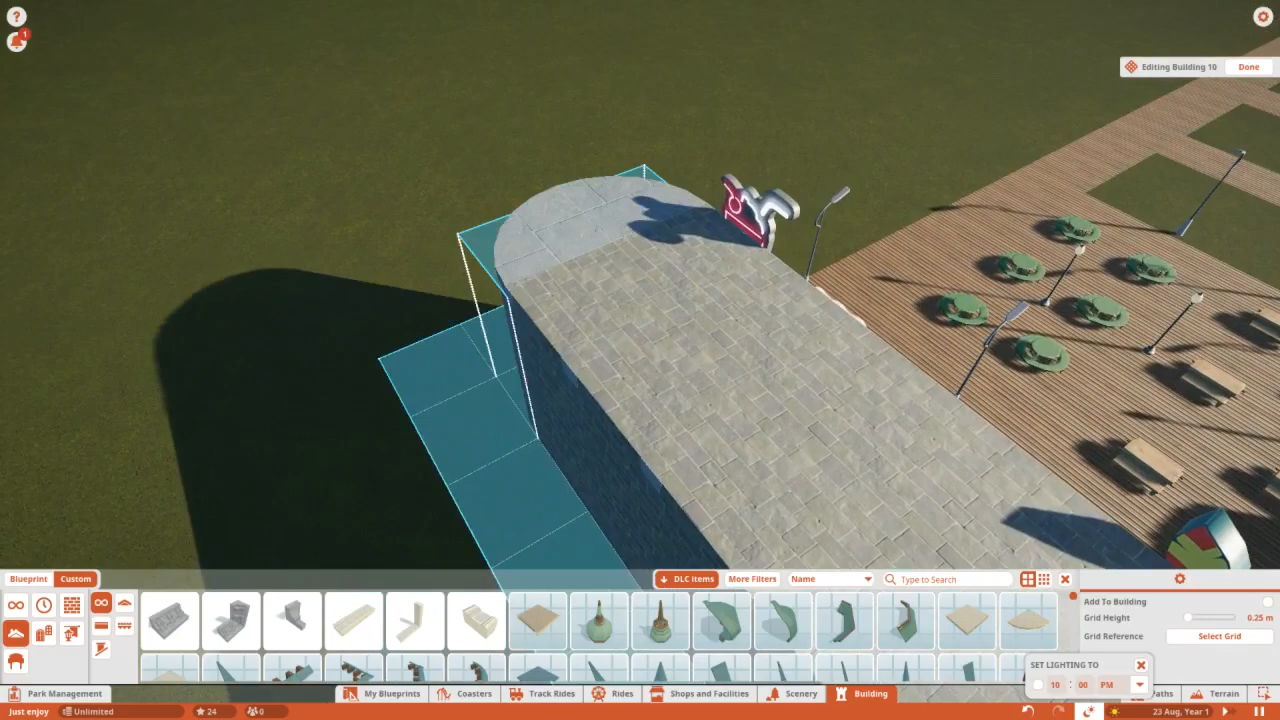 ?
1
Editing Building 10 Done
Blueprint Custom
DLC Items More Filters Name Type to Search
Add To Building
Grid Height 0.25 m
Grid Reference Select Grid
SET LIGHTING TO
10 : 00 PM
Park Management My Blueprints Coasters Track Rides Rides Shops and Facilities Scenery Building Paths Terrain
Just enjoy Unlimited 24 0 23 Aug, Year 1